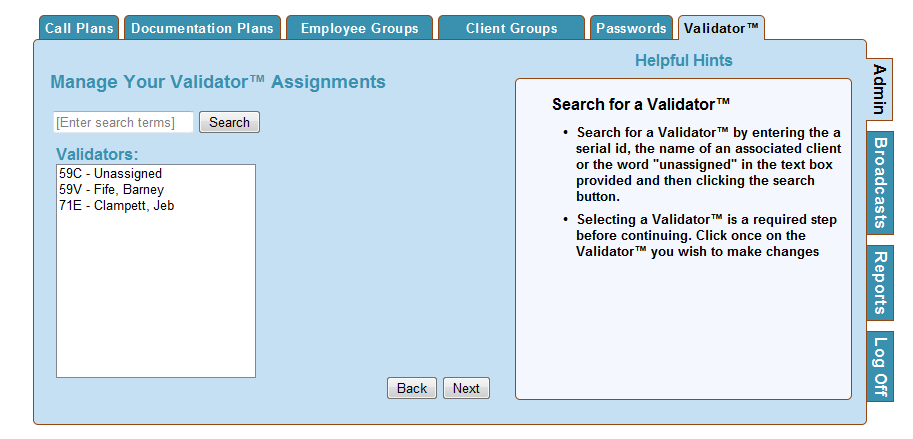 Call Plans
Documentation Plans
Employee Groups
Client Groups
Passwords
Validator™
Manage Your Validator™ Assignments
[Enter search terms]
Search
Validators:
59C - Unassigned
59V - Fife, Barney
71E - Clampett, Jeb
Back
Next
Helpful Hints
Search for a Validator™
• Search for a Validator™ by entering the a
serial id, the name of an associated client
or the word "unassigned" in the text box
provided and then clicking the search
button.
• Selecting a Validator™ is a required step
before continuing. Click once on the
Validator™ you wish to make changes
Admin
Broadcasts
Reports
Log Off